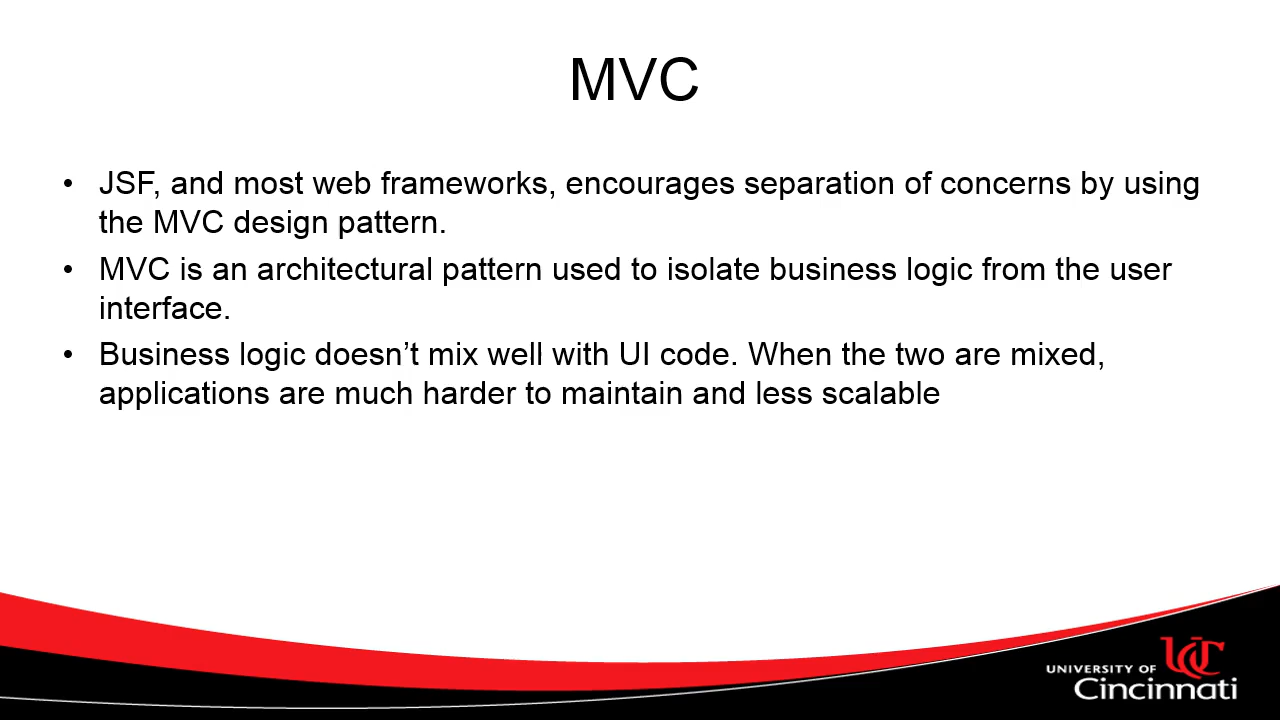 MVC
• JSF, and most web frameworks, encourages separation of concerns by using
the MVC design pattern.
• MVC is an architectural pattern used to isolate business logic from the user
interface.
• Business logic doesn’t mix well with UI code. When the two are mixed,
applications are much harder to maintain and less scalable
UC
UNIVERSITY OF
Cincinnati